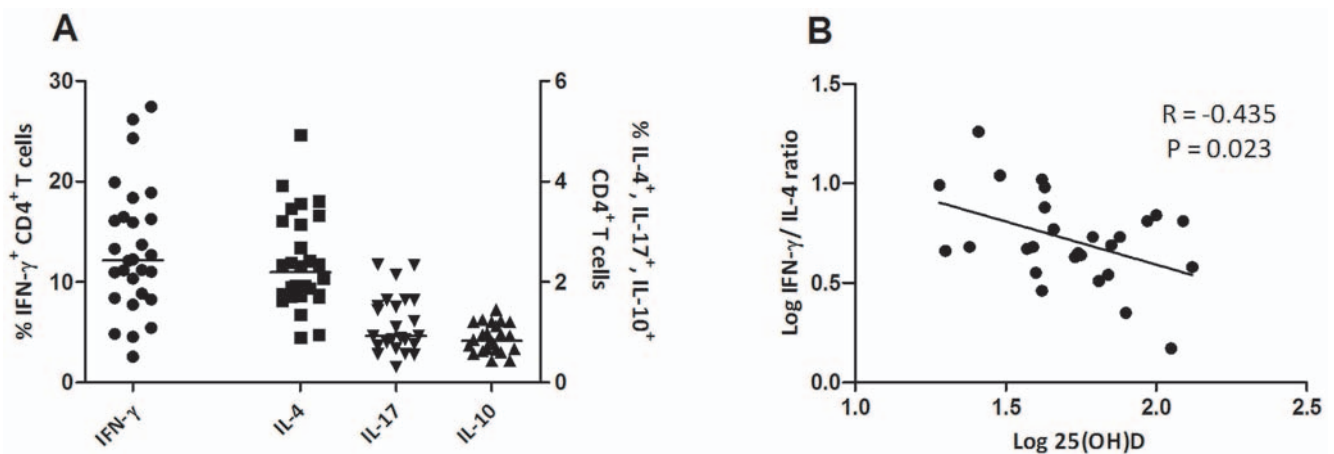 A
30
20
10
0
% IFN-γ⁺ CD4⁺ T cells
6
4
2
0
% IL-4⁺, IL-17⁺, IL-10⁺
CD4⁺ T cells
IFN-γ
IL-4
IL-17
IL-10
B
1.5
1.0
0.5
0.0
Log IFN-γ/ IL-4 ratio
R = -0.435
P = 0.023
1.0
1.5
2.0
2.5
Log 25(OH)D